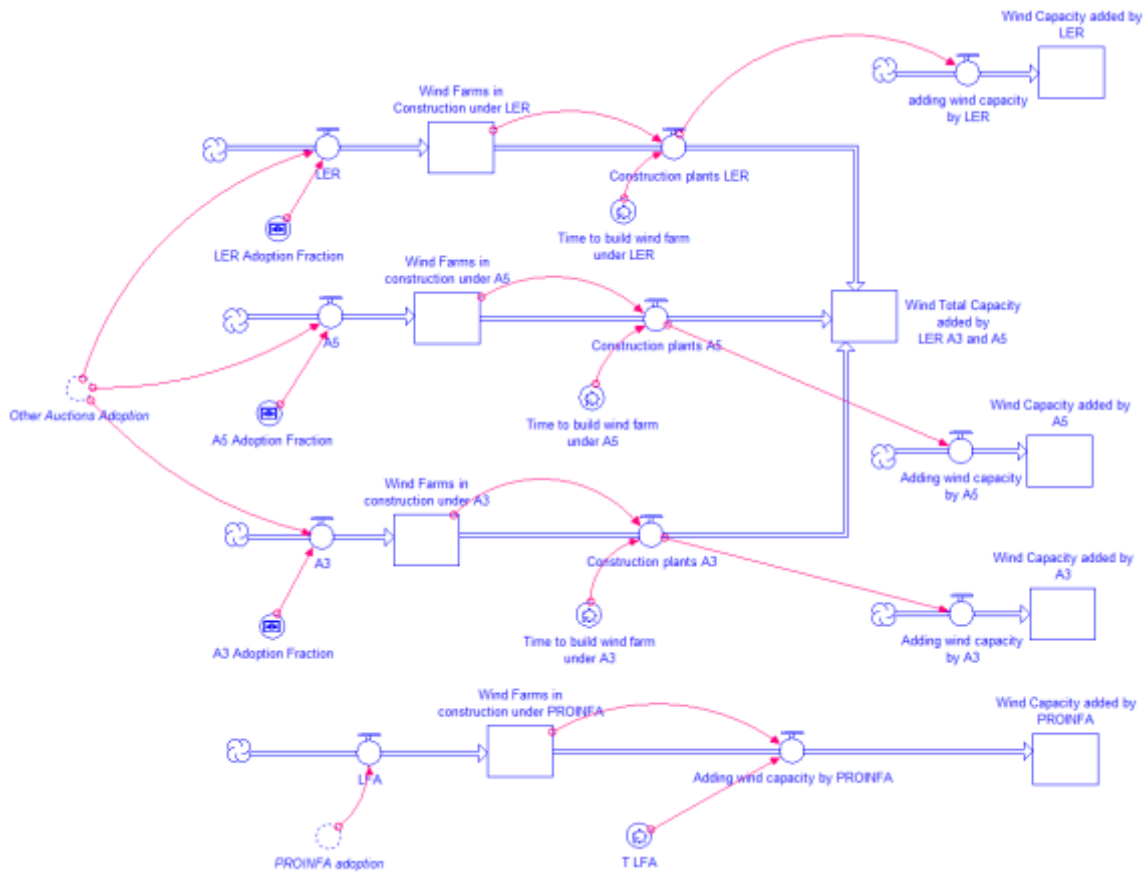 Wind Capacity added by
LER
Wind Farms in
Construction under LER
adding wind capacity
by LER
LER
Construction plants LER
LER Adoption Fraction
Time to build wind farm
under LER
Wind Farms in
construction under A5
A5
Construction plants A5
Wind Total Capacity
added by
LER A3 and A5
Other Auctions Adoption
A5 Adoption Fraction
Time to build wind farm
under A5
Wind Capacity added by
A5
Adding wind capacity
by A5
Wind Farms in
construction under A3
A3
Construction plants A3
Wind Capacity added by
A3
A3 Adoption Fraction
Time to build wind farm
under A3
Adding wind capacity
by A3
Wind Farms in
construction under PROINFA
Wind Capacity added by
PROINFA
LFA
Adding wind capacity by PROINFA
PROINFA adoption
T LFA